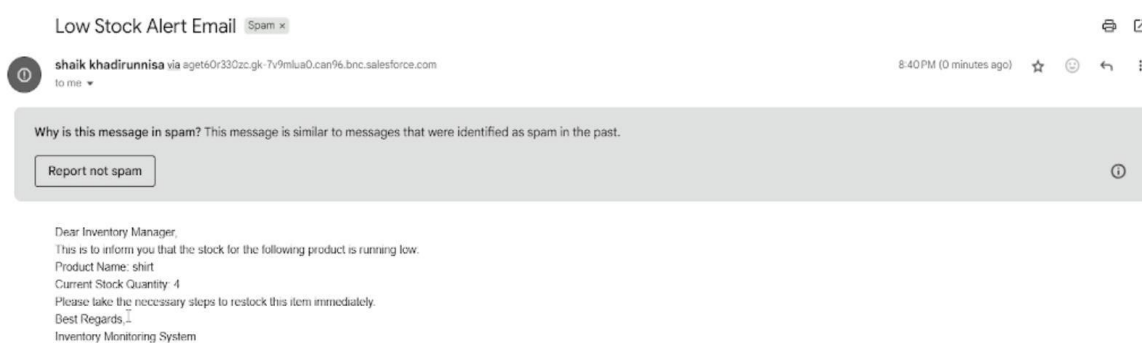 Low Stock Alert Email Spam ×
shaik khadirunnisa via aget60r330zc.gk-7v9mlua0.can96.bnc.salesforce.com 8:40 PM (0 minutes ago)
to me
Why is this message in spam? This message is similar to messages that were identified as spam in the past.
Report not spam
Dear Inventory Manager,
This is to inform you that the stock for the following product is running low.
Product Name: shirt
Current Stock Quantity: 4
Please take the necessary steps to restock this item immediately.
Best Regards,
Inventory Monitoring System